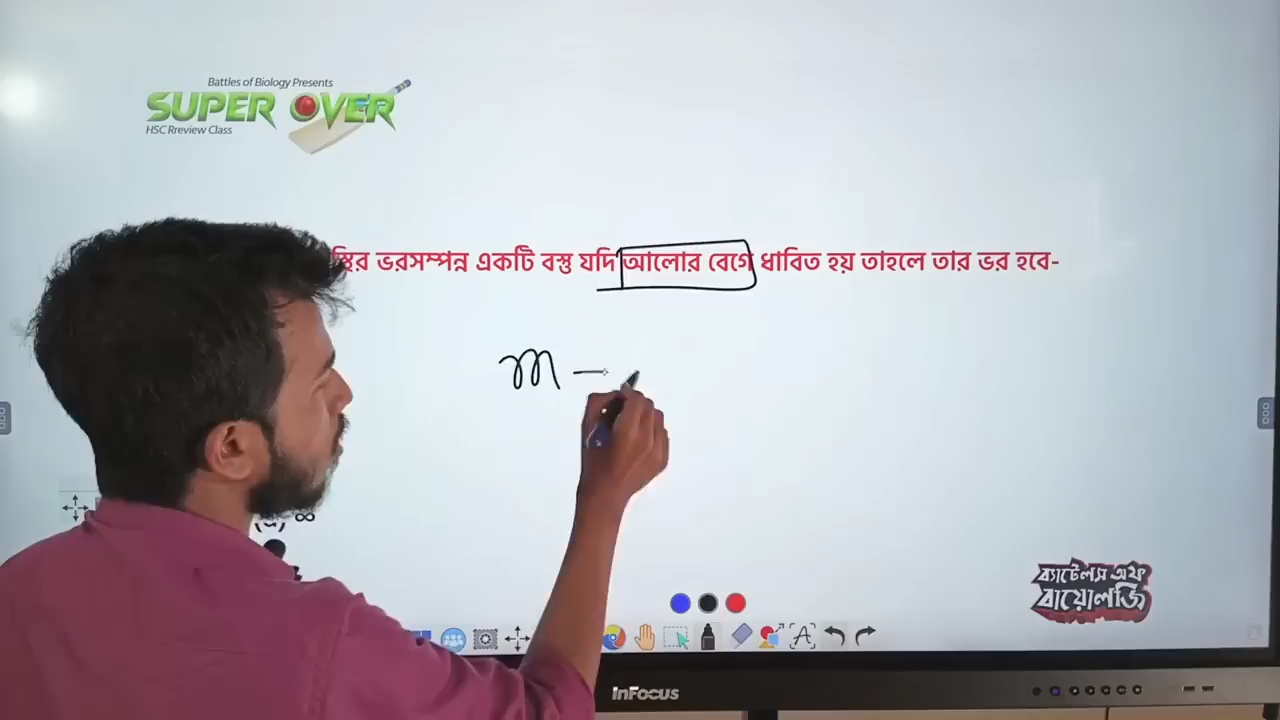 Battles of Biology Presents
SUPER OVER
HSC Rreview Class
স্থির ভরসম্পন্ন একটি বস্তু যদি আলোর বেগে ধাবিত হয় তাহলে তার ভর হবে-
m –
∞
ব্যাটেলস অফ
বায়োলজি
InFocus